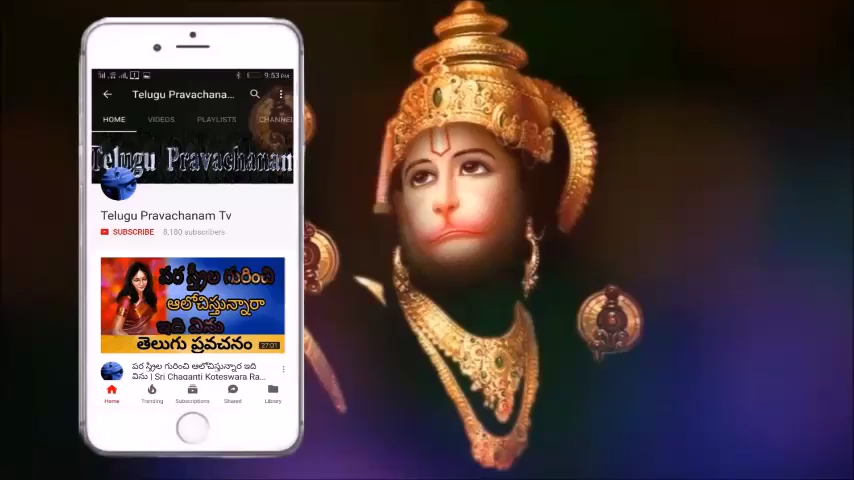 9:53 PM
Telugu Pravachana...
HOME VIDEOS PLAYLISTS CHANNEL
Telugu Pravachanam
Telugu Pravachanam Tv
SUBSCRIBE 8,180 subscribers
పర స్త్రీల గురించి
ఆలోచిస్తున్నారా
ఇది విను
తెలుగు ప్రవచనం
27:01
పర స్త్రీల గురించి ఆలోచిస్తున్నార ఇది
విను | Sri Chaganti Koteswara Ra...
Home Trending Subscriptions Shared Library